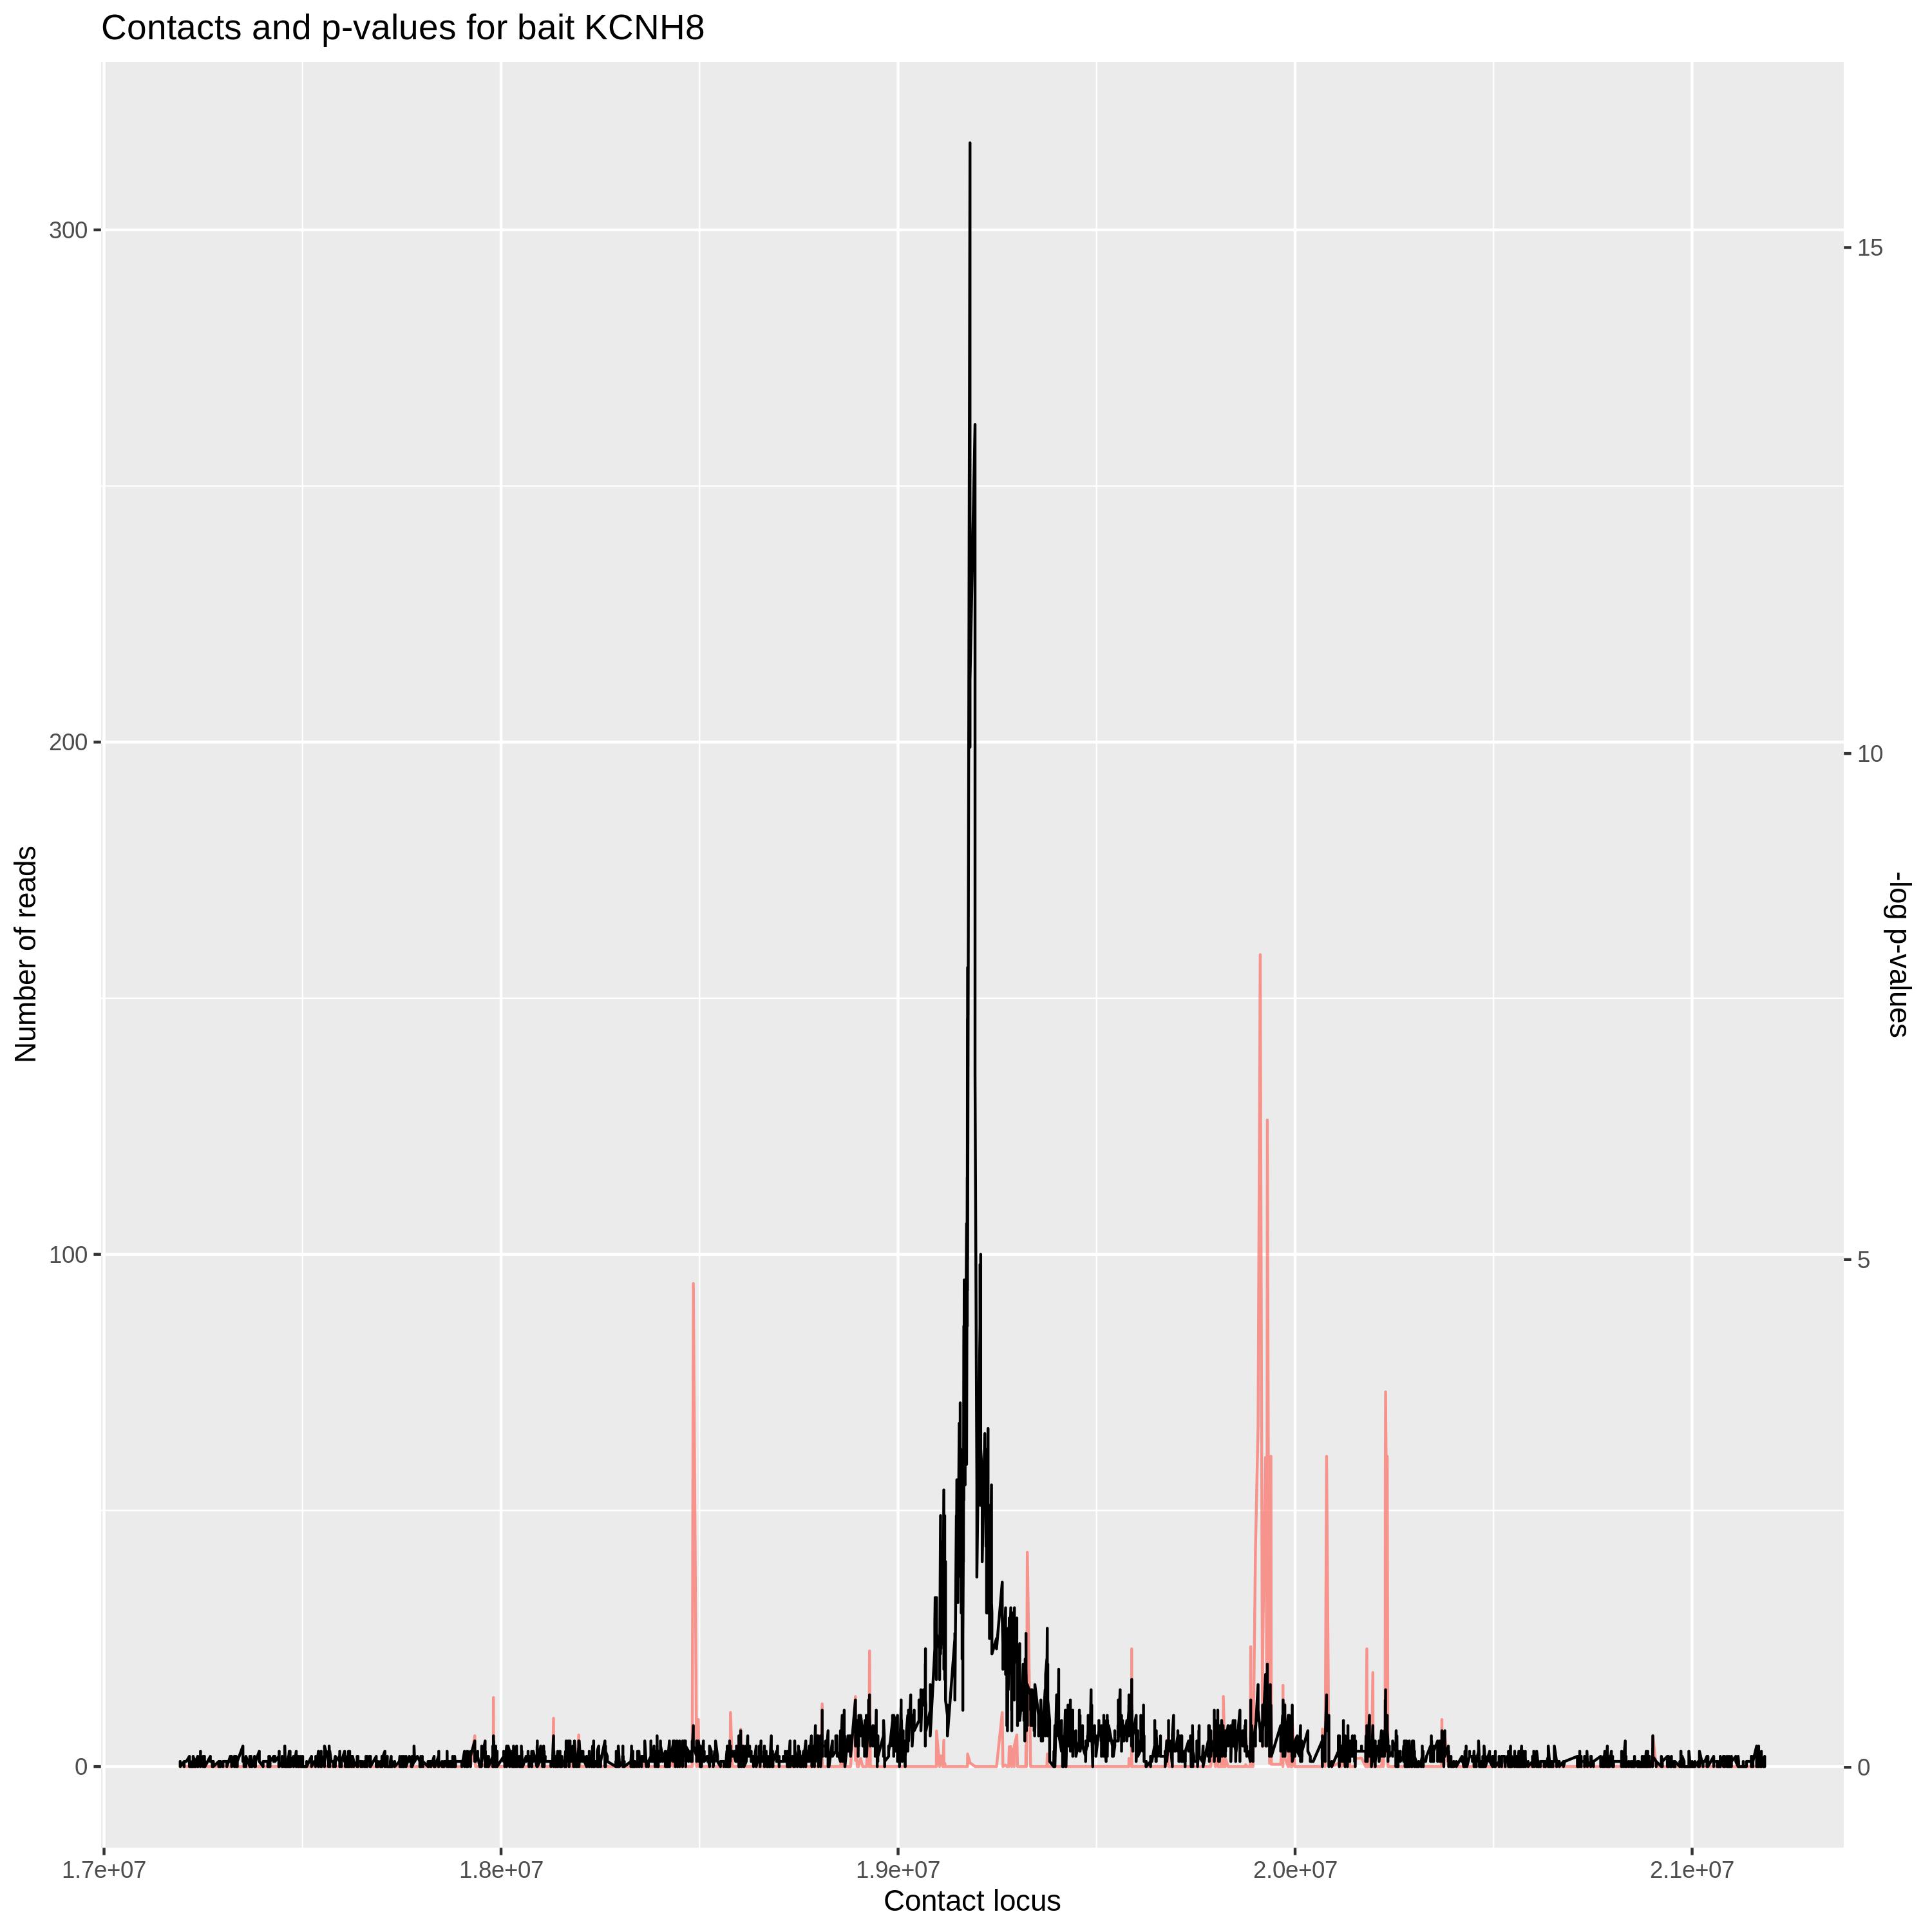 Contacts and p-values for bait KCNH8
300
200
100
0
Number of reads
15
10
5
0
-log p-values
1.7e+07
1.8e+07
1.9e+07
2.0e+07
2.1e+07
Contact locus